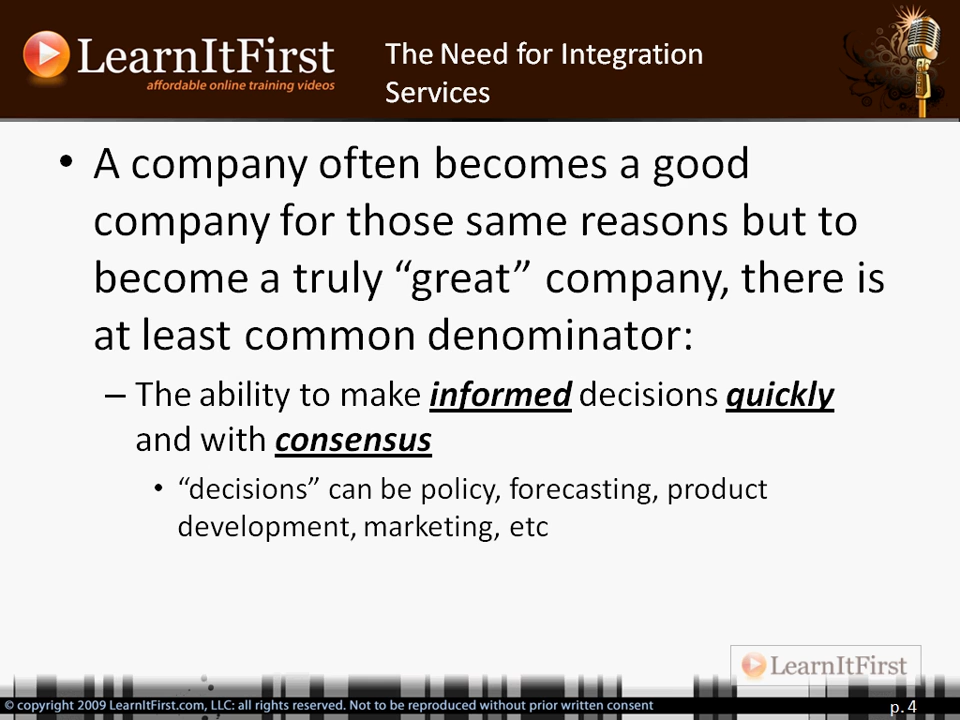 LearnItFirst
affordable online training videos
The Need for Integration
Services
• A company often becomes a good
company for those same reasons but to
become a truly “great” company, there is
at least common denominator:
– The ability to make informed decisions quickly
and with consensus
• “decisions” can be policy, forecasting, product
development, marketing, etc
LearnItFirst
© copyright 2009 LearnItFirst.com, LLC: all rights reserved. Not to be reproduced without prior written consent
p. 4